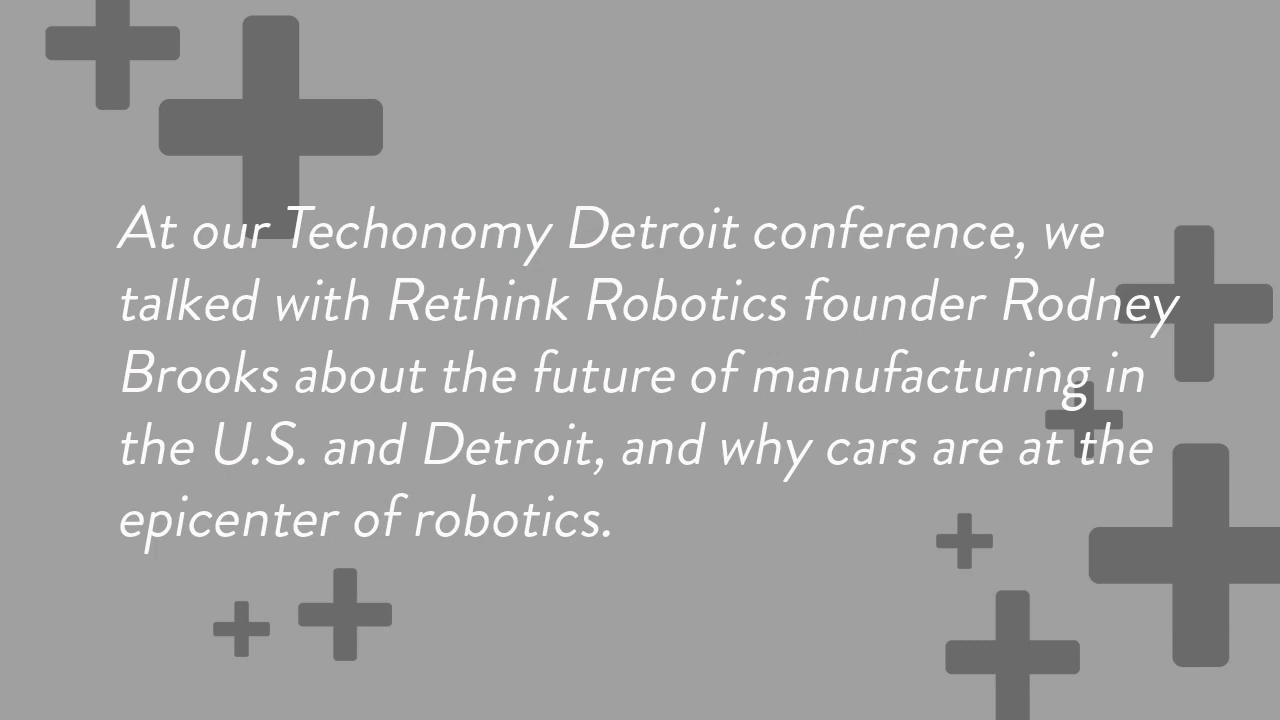 At our Techonomy Detroit conference, we
talked with Rethink Robotics founder Rodney
Brooks about the future of manufacturing in
the U.S. and Detroit, and why cars are at the
epicenter of robotics.